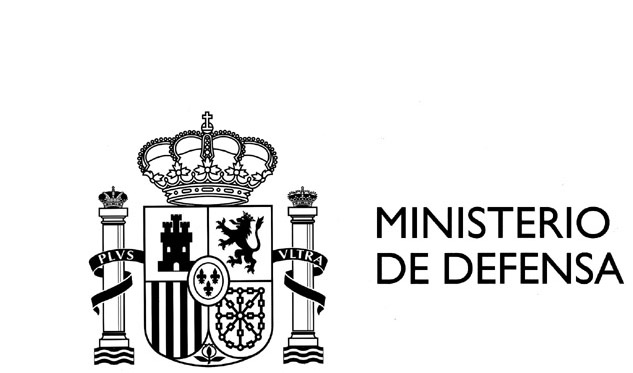 PLVS
VLTRA
MINISTERIO
DE DEFENSA